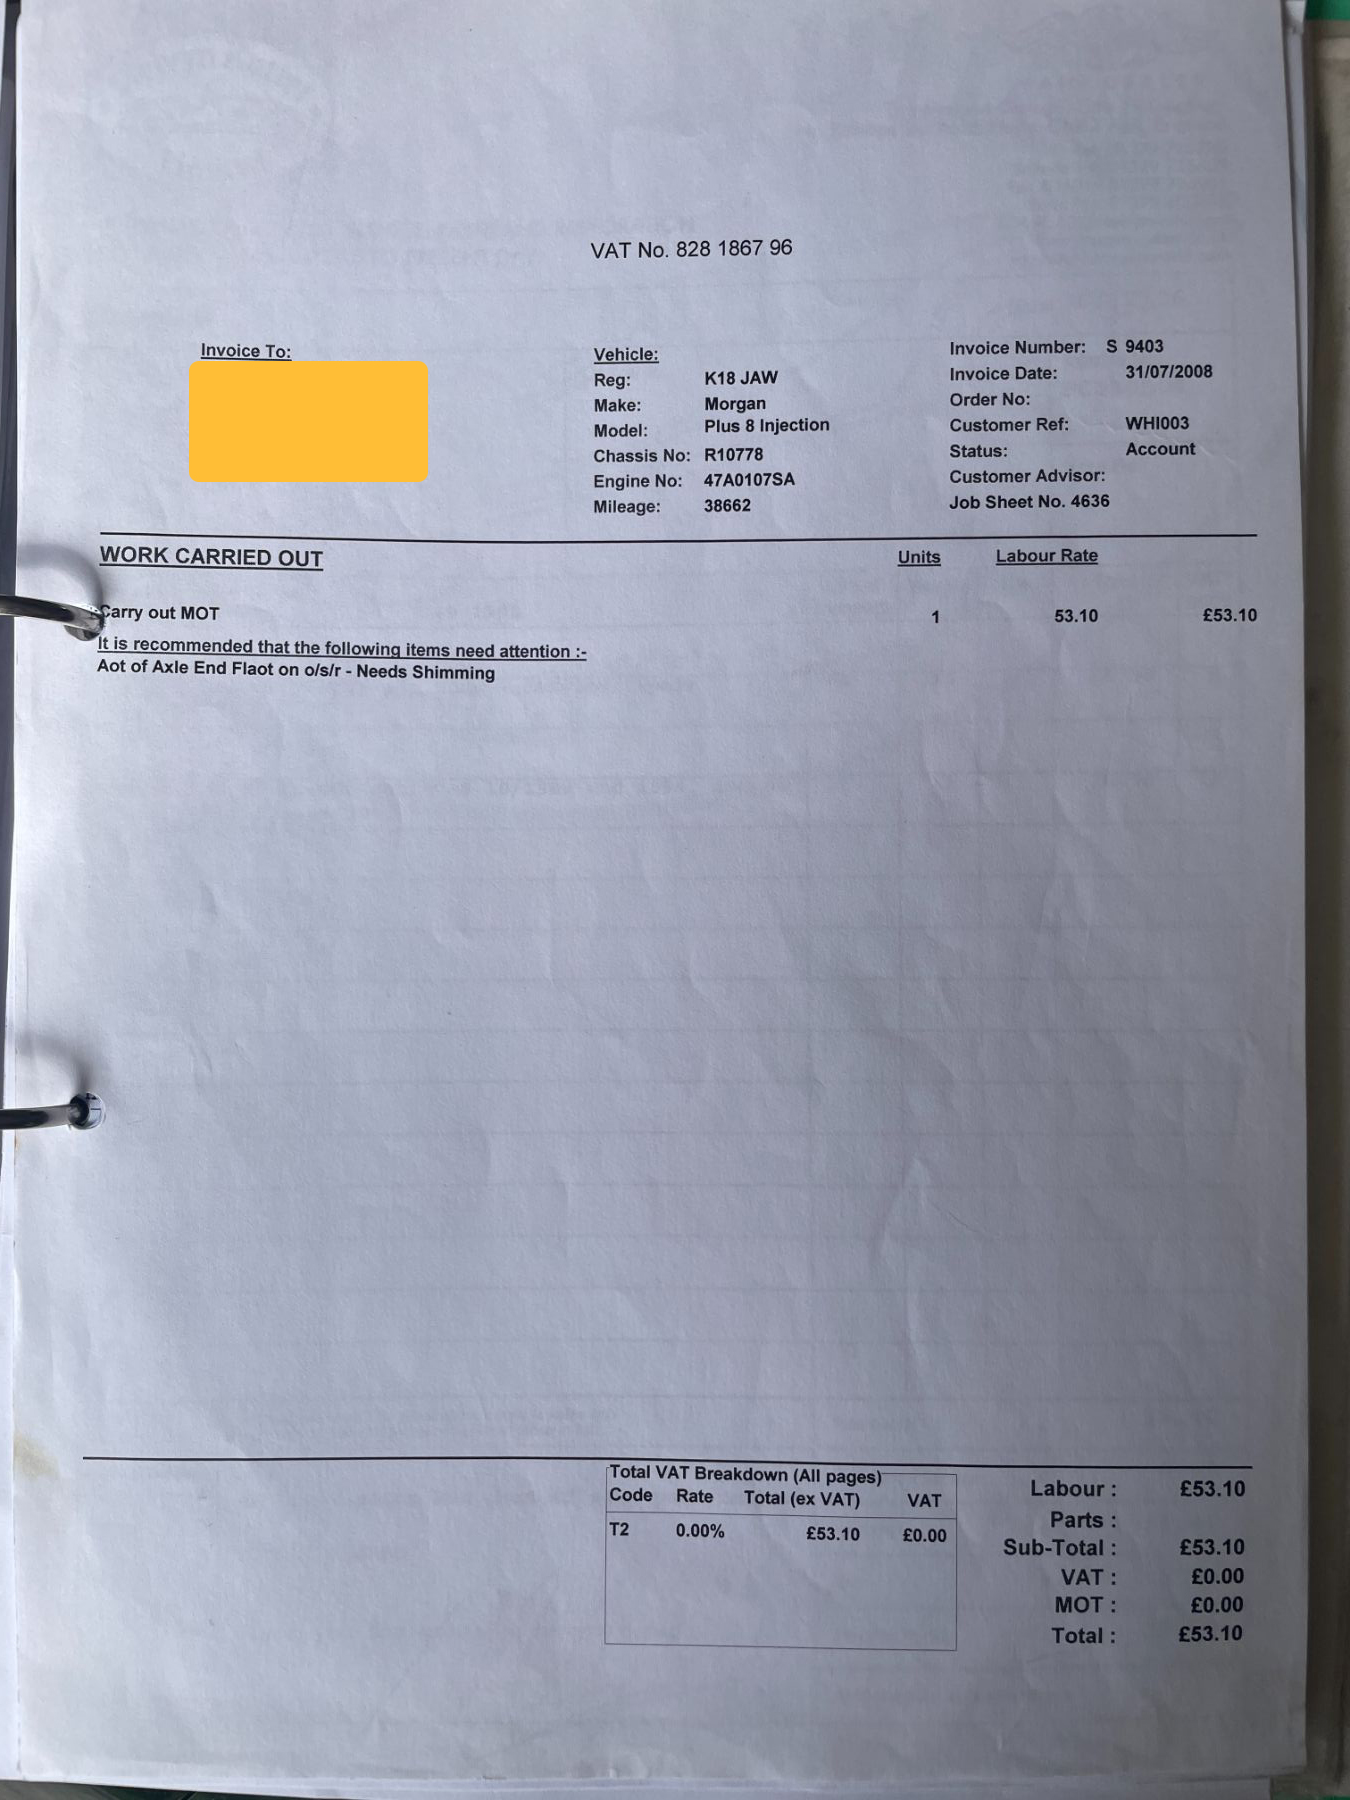 VAT No. 828 1867 96
Invoice To:
Vehicle:
Reg: K18 JAW
Make: Morgan
Model: Plus 8 Injection
Chassis No: R10778
Engine No: 47A0107SA
Mileage: 38662
Invoice Number: S 9403
Invoice Date: 31/07/2008
Order No:
Customer Ref: WHI003
Status: Account
Customer Advisor:
Job Sheet No. 4636
WORK CARRIED OUT Units Labour Rate
Carry out MOT 1 53.10 £53.10
It is recommended that the following items need attention :-
Aot of Axle End Flaot on o/s/r - Needs Shimming
Total VAT Breakdown (All pages)
Code Rate Total (ex VAT) VAT
T2 0.00% £53.10 £0.00
Labour : £53.10
Parts :
Sub-Total : £53.10
VAT : £0.00
MOT : £0.00
Total : £53.10